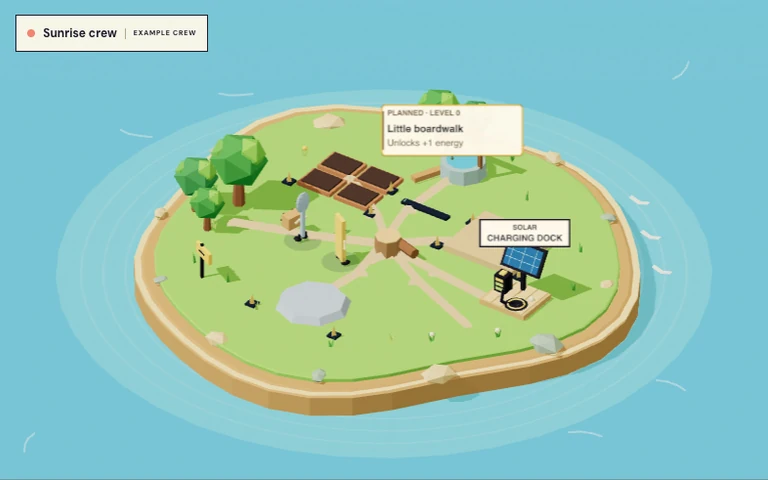 Sunrise crew | EXAMPLE CREW
PLANNED · LEVEL 0
Little boardwalk
Unlocks +1 energy
SOLAR
CHARGING DOCK